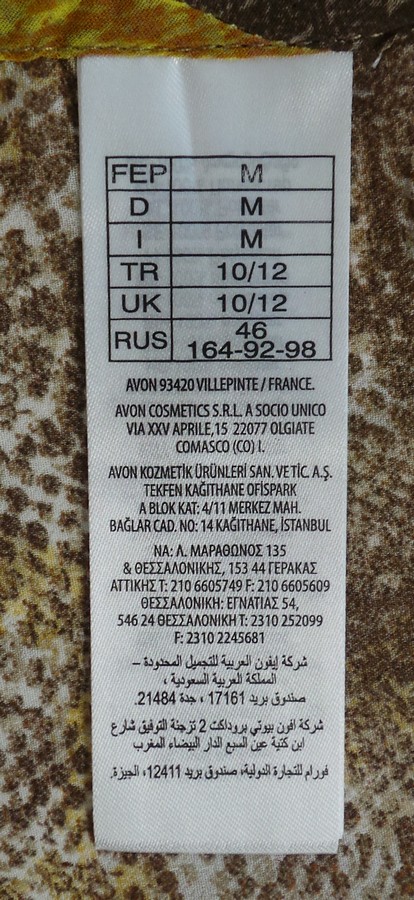 FEP M
D M
I M
TR 10/12
UK 10/12
RUS 46
164-92-98
AVON 93420 VILLEPINTE / FRANCE.
AVON COSMETICS S.R.L. A SOCIO UNICO
VIA XXV APRILE,15 22077 OLGIATE
COMASCO (CO) I.
AVON KOZMETİK ÜRÜNLERİ SAN. VE TİC. A.Ş.
TEKFEN KAĞITHANE OFİSPARK
A BLOK KAT: 4/11 MERKEZ MAH.
BAĞLAR CAD. NO: 14 KAĞITHANE, İSTANBUL
NA: Λ. ΜΑΡΑΘΩΝΟΣ 135
& ΘΕΣΣΑΛΟΝΙΚΗΣ, 153 44 ΓΕΡΑΚΑΣ
ΑΤΤΙΚΗΣ T: 210 6605749 F: 210 6605609
ΘΕΣΣΑΛΟΝΙΚΗ: ΕΓΝΑΤΙΑΣ 54,
546 24 ΘΕΣΣΑΛΟΝΙΚΗ T: 2310 252099
F: 2310 2245681
شركة إيفون العربية للتجميل المحدودة –
المملكة العربية السعودية ،
صندوق بريد 17161 ، جدة 21484.
شركة افون بيوتي بروداكت 2 تزجنة التوفيق شارع
ابن كتيبة عين السبع الدار البيضاء المغرب
فورام للتجارة الدولية، صندوق بريد 12411، الجيزة.